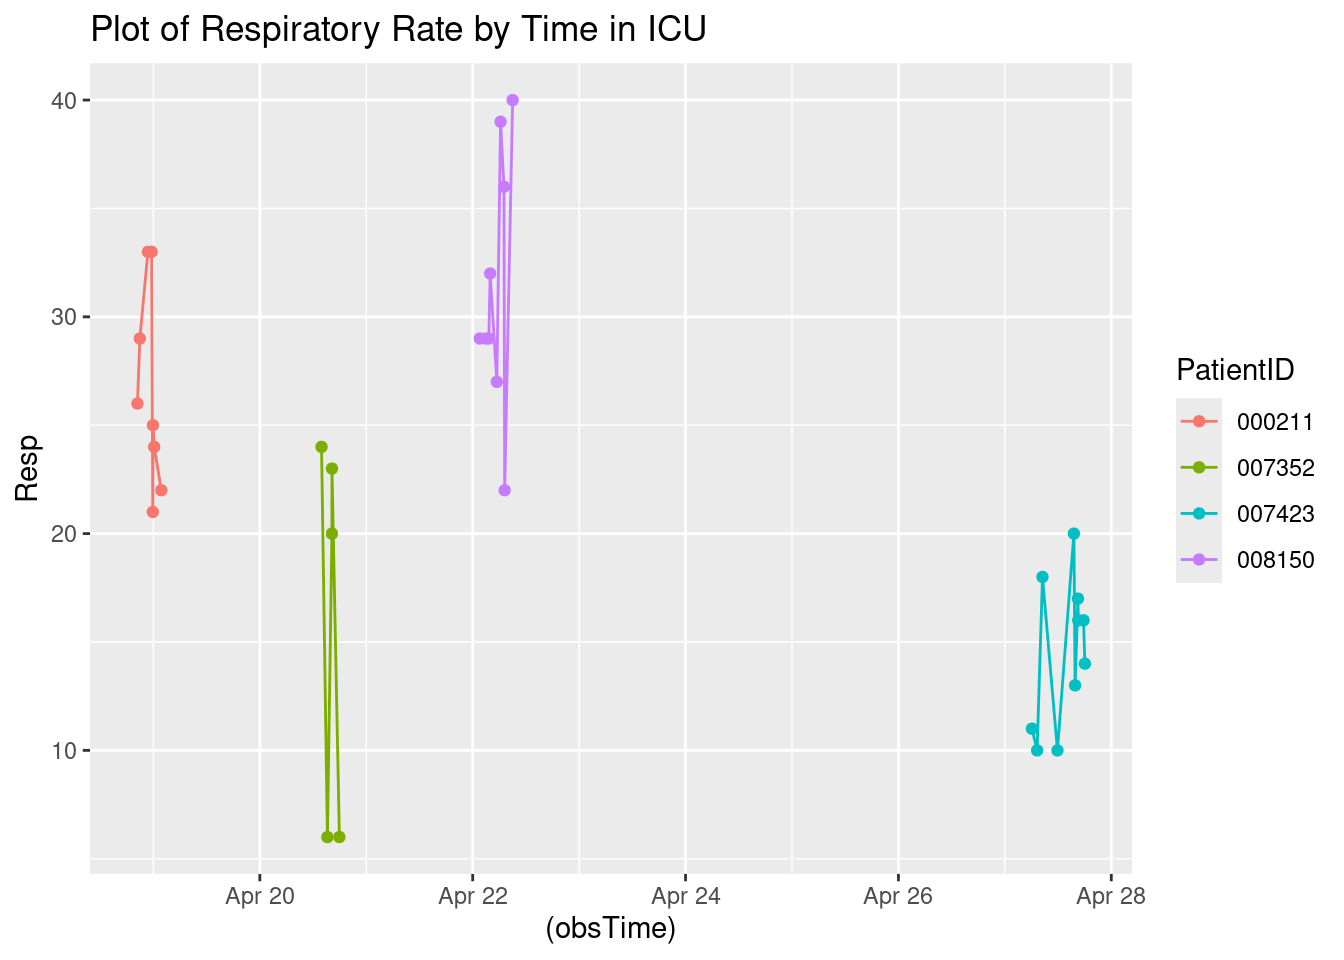 Plot of Respiratory Rate by Time in ICU
Resp
40
30
20
10
Apr 20
Apr 22
Apr 24
Apr 26
Apr 28
(obsTime)
PatientID
000211
007352
007423
008150